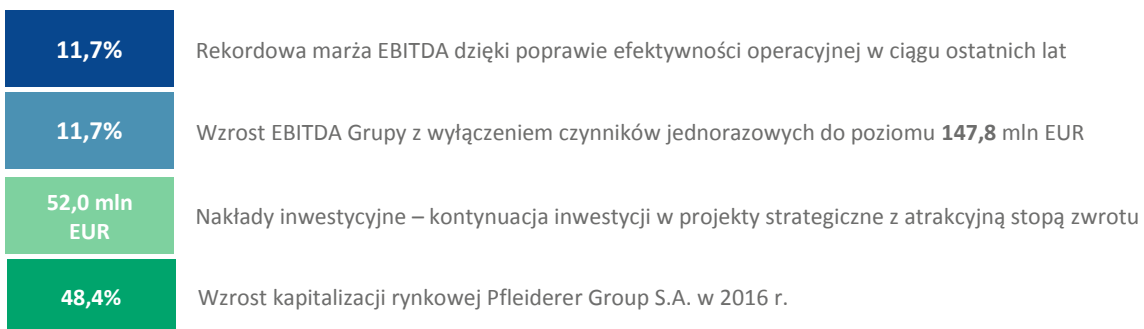 11,7%
Rekordowa marża EBITDA dzięki poprawie efektywności operacyjnej w ciągu ostatnich lat
11,7%
Wzrost EBITDA Grupy z wyłączeniem czynników jednorazowych do poziomu 147,8 mln EUR
52,0 mln
EUR
Nakłady inwestycyjne – kontynuacja inwestycji w projekty strategiczne z atrakcyjną stopą zwrotu
48,4%
Wzrost kapitalizacji rynkowej Pfleiderer Group S.A. w 2016 r.